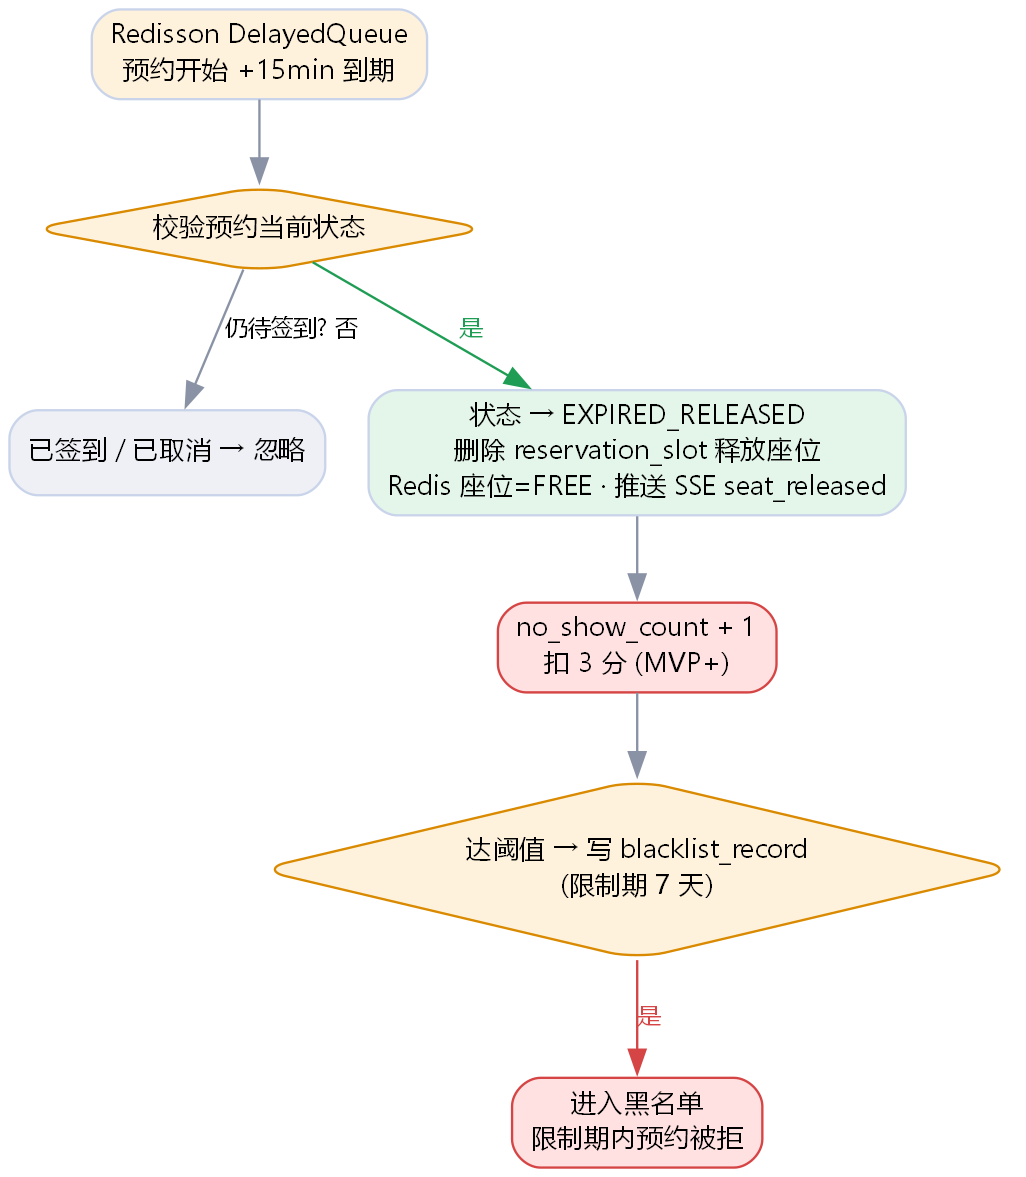 Redisson DelayedQueue
预约开始 +15min 到期
校验预约当前状态
仍待签到? 否
是
已签到 / 已取消 → 忽略
状态 → EXPIRED_RELEASED
删除 reservation_slot 释放座位
Redis 座位=FREE · 推送 SSE seat_released
no_show_count + 1
扣 3 分 (MVP+)
达阈值 → 写 blacklist_record
(限制期 7 天)
是
进入黑名单
限制期内预约被拒